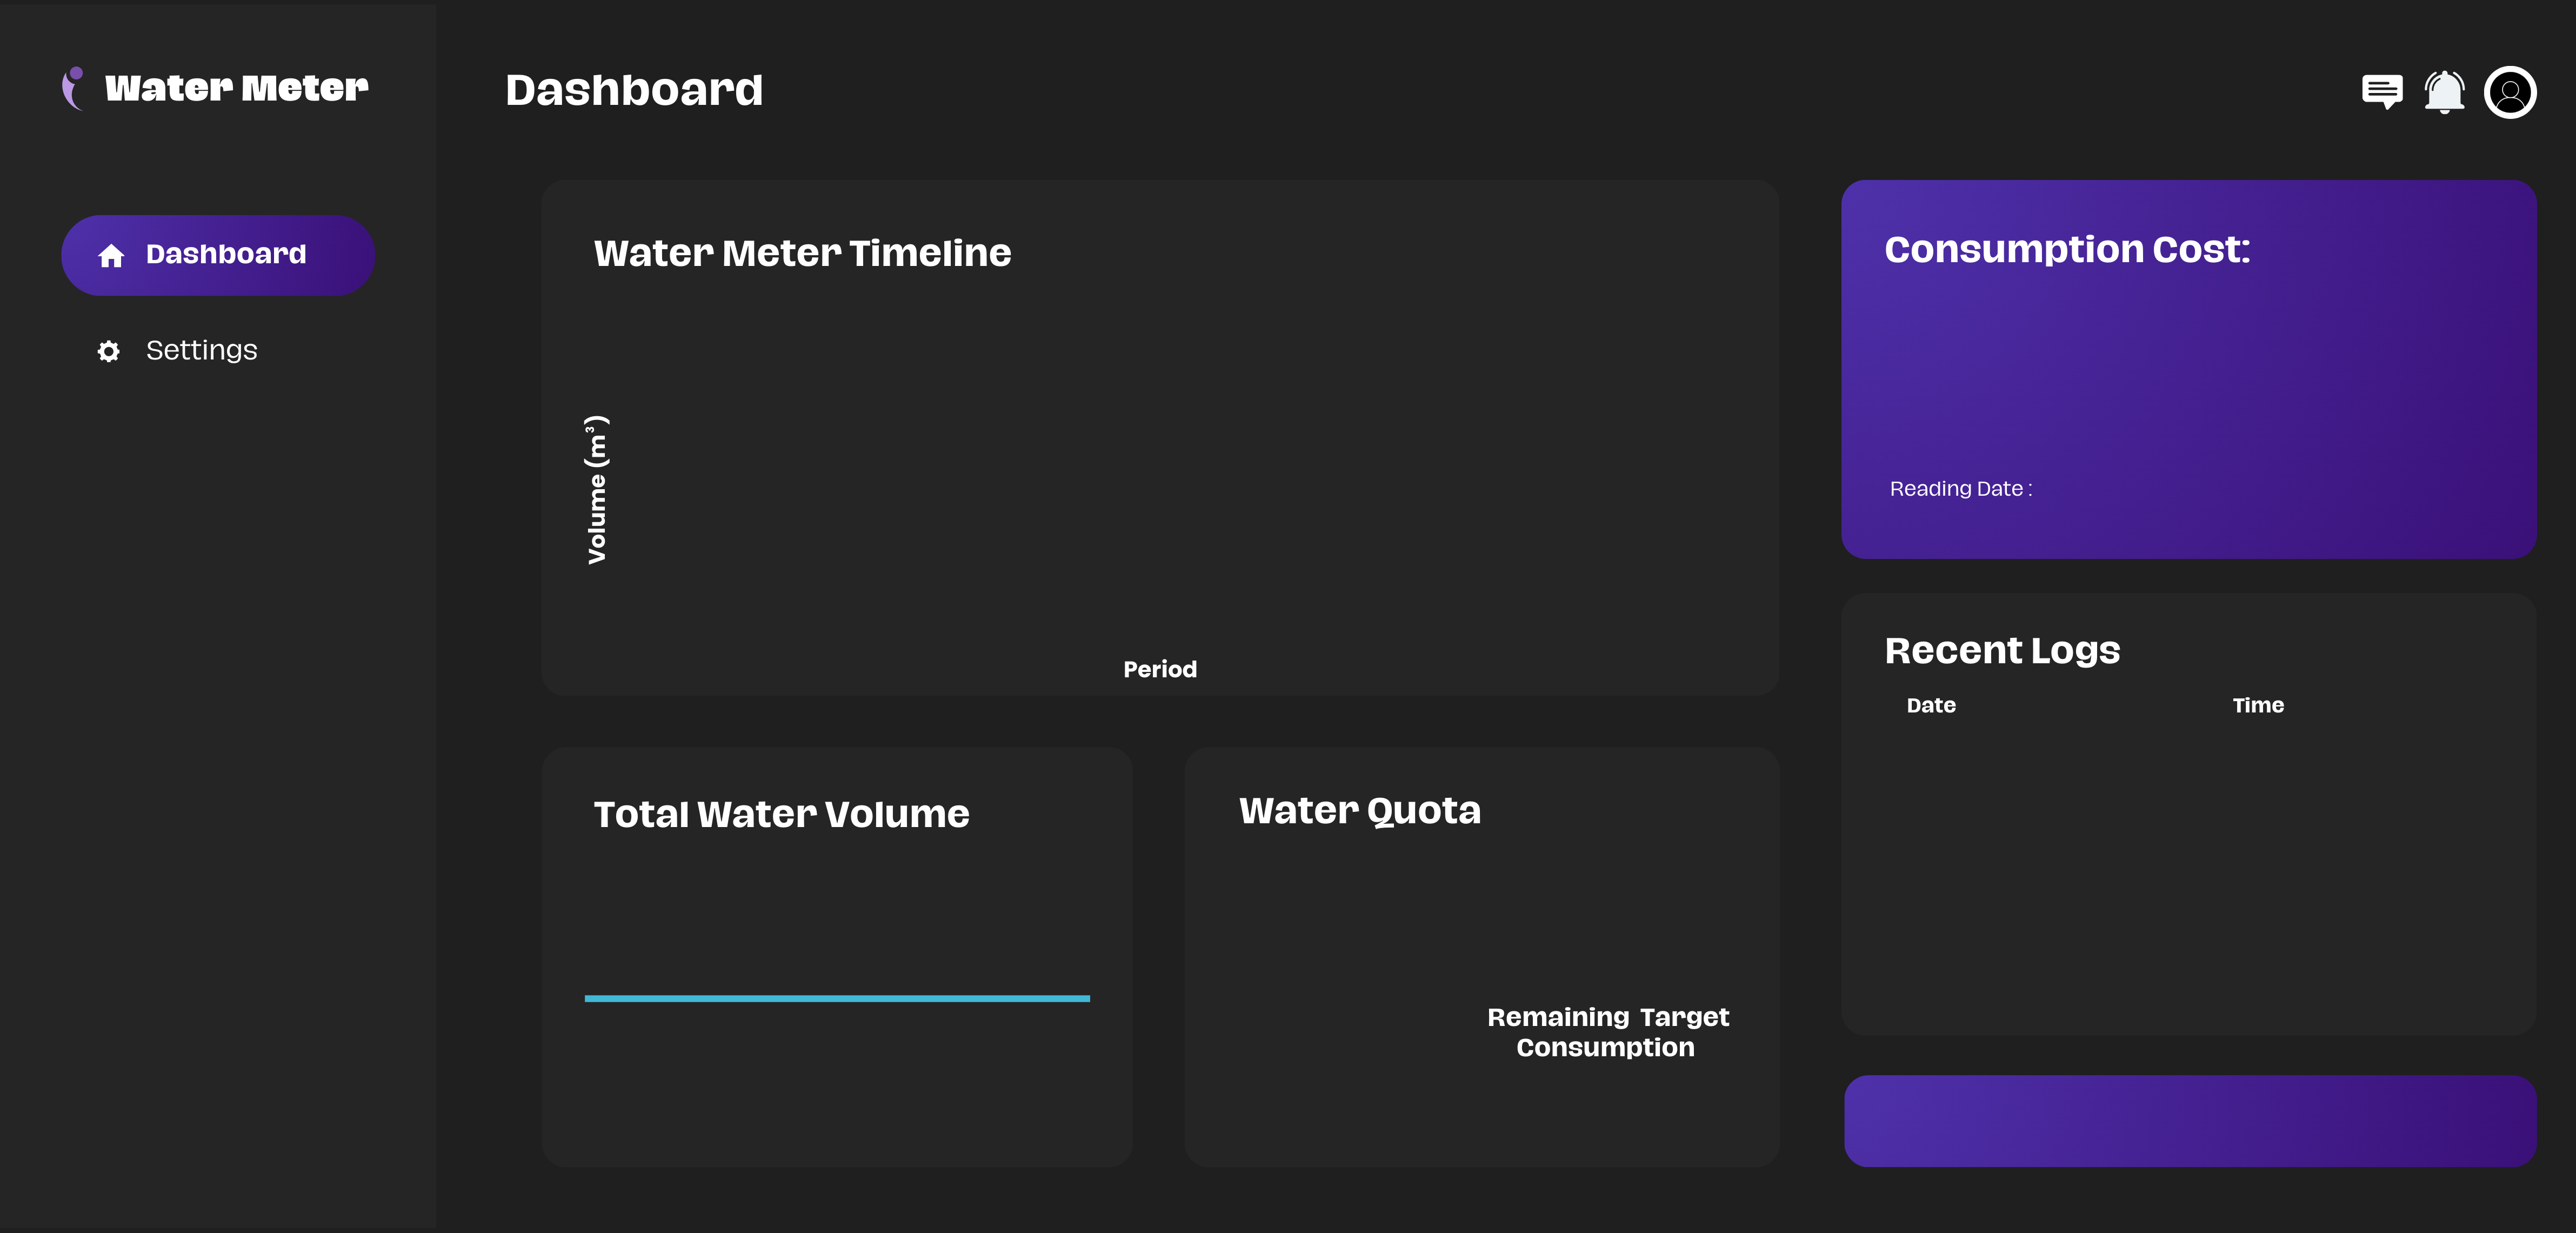 Water Meter
Dashboard
Dashboard
Settings
Water Meter Timeline
Volume (m³)
Period
Consumption Cost:
Reading Date :
Recent Logs
Date
Time
Total Water Volume
Water Quota
Remaining Target
Consumption